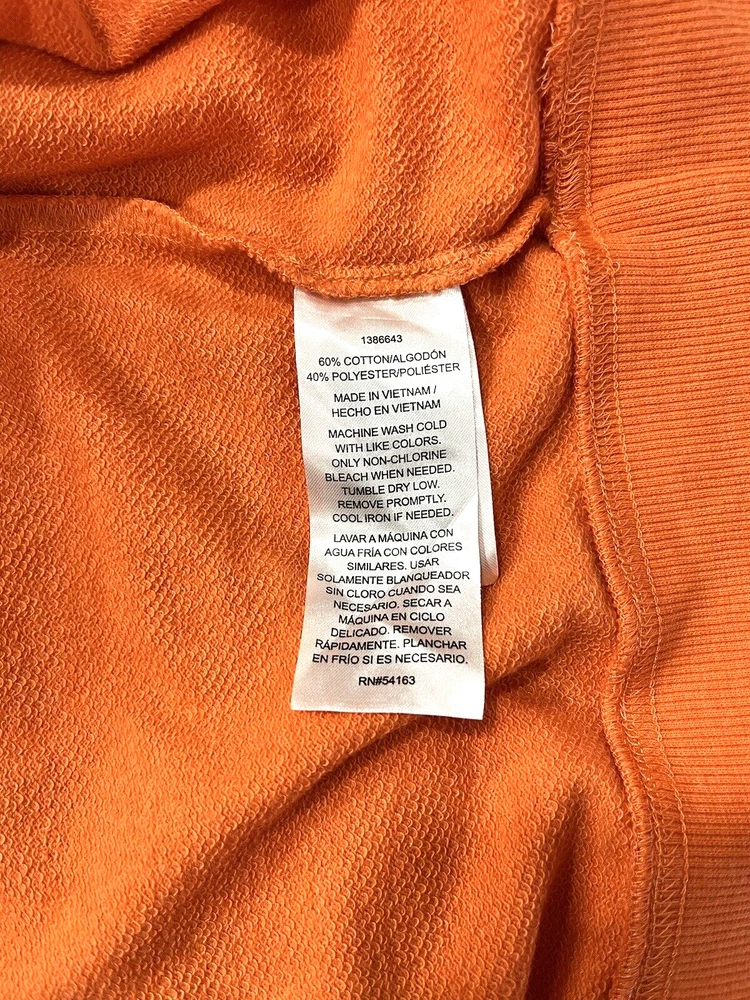 1386643
60% COTTON/ALGODÓN
40% POLYESTER/POLIÉSTER
MADE IN VIETNAM /
HECHO EN VIETNAM
MACHINE WASH COLD
WITH LIKE COLORS.
ONLY NON-CHLORINE
BLEACH WHEN NEEDED.
TUMBLE DRY LOW.
REMOVE PROMPTLY.
COOL IRON IF NEEDED.
LAVAR A MÁQUINA CON
AGUA FRÍA CON COLORES
SIMILARES. USAR
SOLAMENTE BLANQUEADOR
SIN CLORO CUANDO SEA
NECESARIO. SECAR A
MÁQUINA EN CICLO
DELICADO. REMOVER
RÁPIDAMENTE. PLANCHAR
EN FRÍO SI ES NECESARIO.
RN#54163